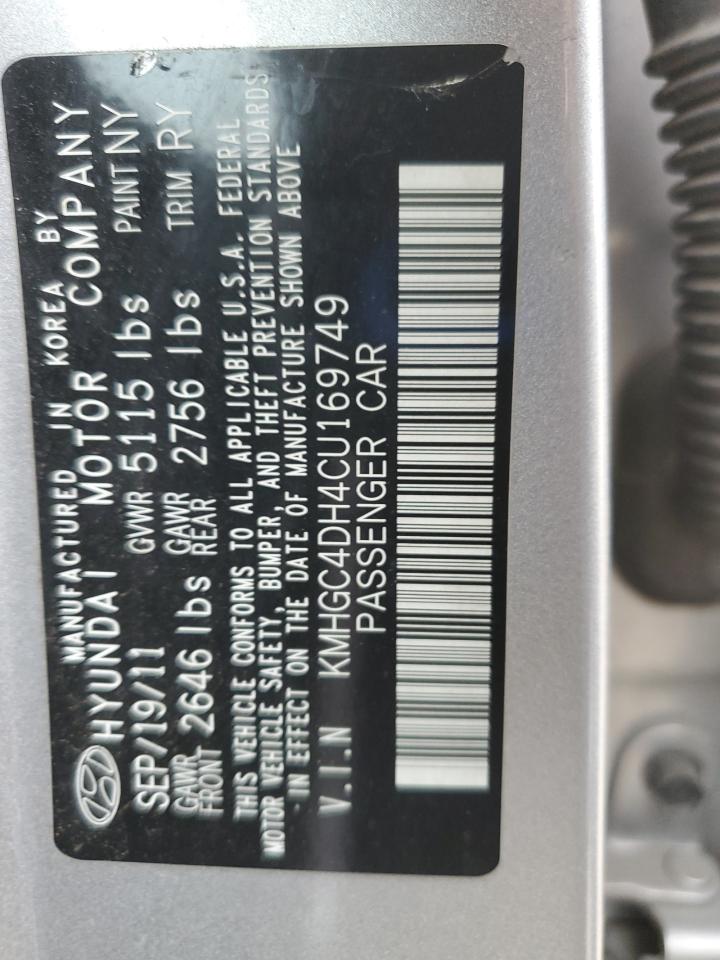 MANUFACTURED IN KOREA BY
HYUNDAI MOTOR COMPANY
SEP/19/11 GVWR 5115 lbs PAINT NY
GAWR FRONT 2646 lbs GAWR REAR 2756 lbs TRIM RY
THIS VEHICLE CONFORMS TO ALL APPLICABLE U.S.A. FEDERAL
MOTOR VEHICLE SAFETY, BUMPER, AND THEFT PREVENTION STANDARDS
IN EFFECT ON THE DATE OF MANUFACTURE SHOWN ABOVE
V.I.N KMHGC4DH4CU169749
PASSENGER CAR